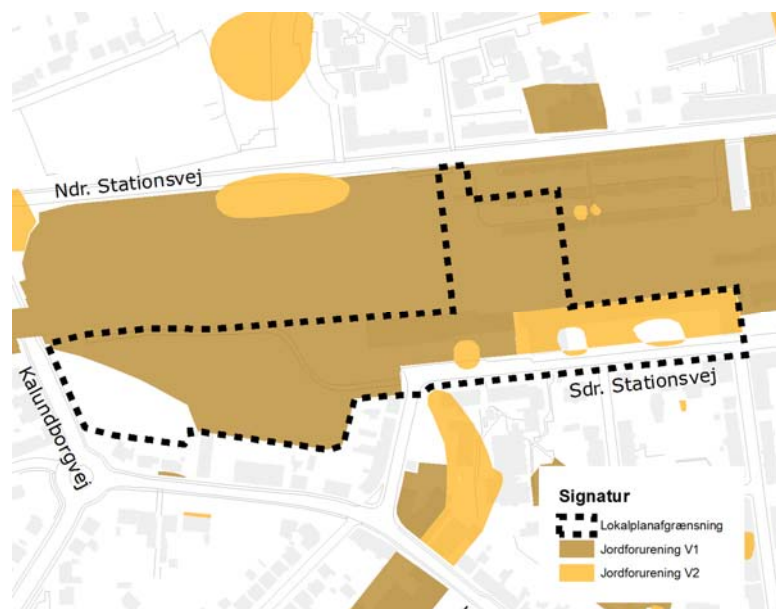 Ndr. Stationsvej
Kalundborgvej
Sdr. Stationsvej
Signatur
Lokalplanafgrænsning
Jordforurening V1
Jordforurening V2